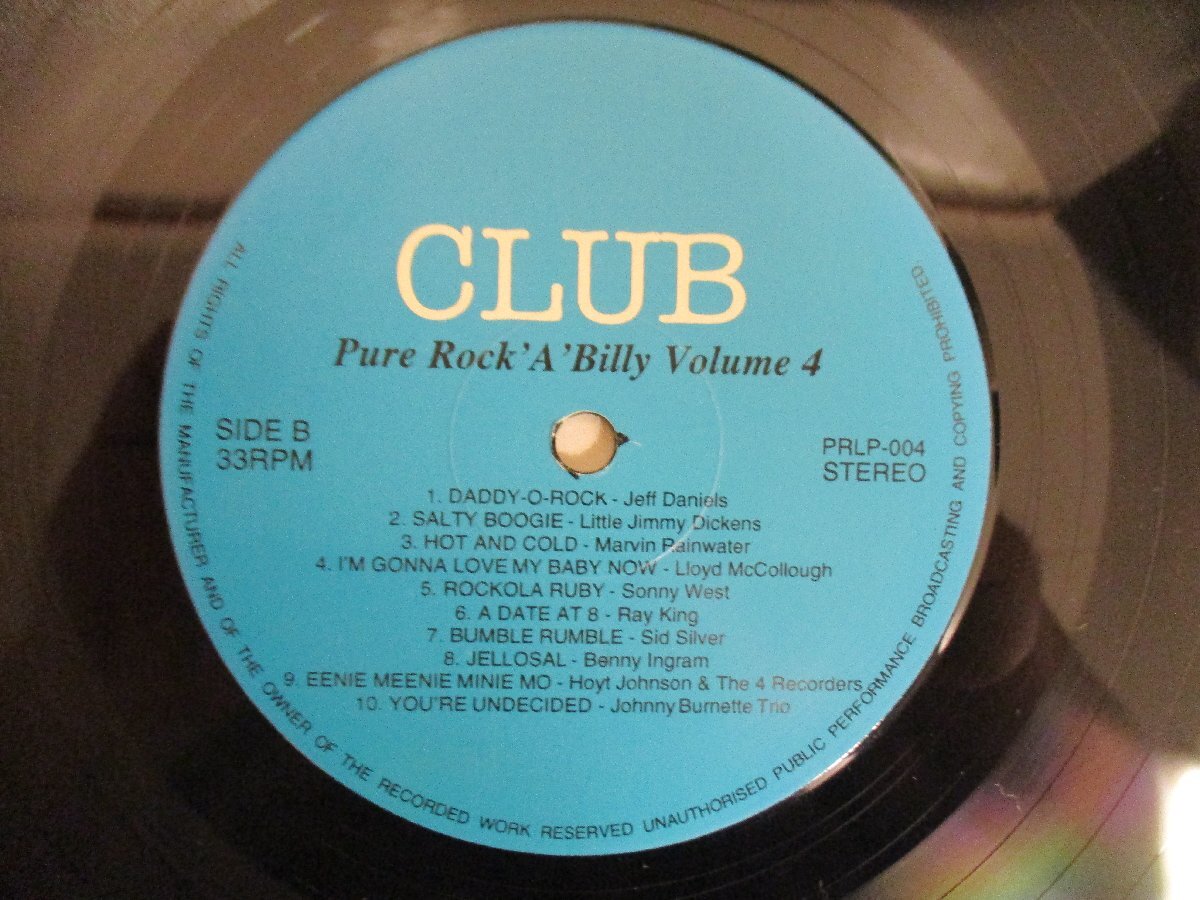 CLUB
Pure Rock'A'Billy Volume 4
SIDE B
33RPM
PRLP-004
STEREO
1. DADDY-O-ROCK - Jeff Daniels
2. SALTY BOOGIE - Little Jimmy Dickens
3. HOT AND COLD - Marvin Rainwater
4. I'M GONNA LOVE MY BABY NOW - Lloyd McCollough
5. ROCKOLA RUBY - Sonny West
6. A DATE AT 8 - Ray King
7. BUMBLE RUMBLE - Sid Silver
8. JELLOSAL - Benny Ingram
9. EENIE MEENIE MINIE MO - Hoyt Johnson & The 4 Recorders
10. YOU'RE UNDECIDED - Johnny Burnette Trio
ALL RIGHTS OF THE MANUFACTURER AND OF THE OWNER OF THE RECORDED WORK RESERVED UNAUTHORISED PUBLIC PERFORMANCE BROADCASTING AND COPYING PROHIBITED